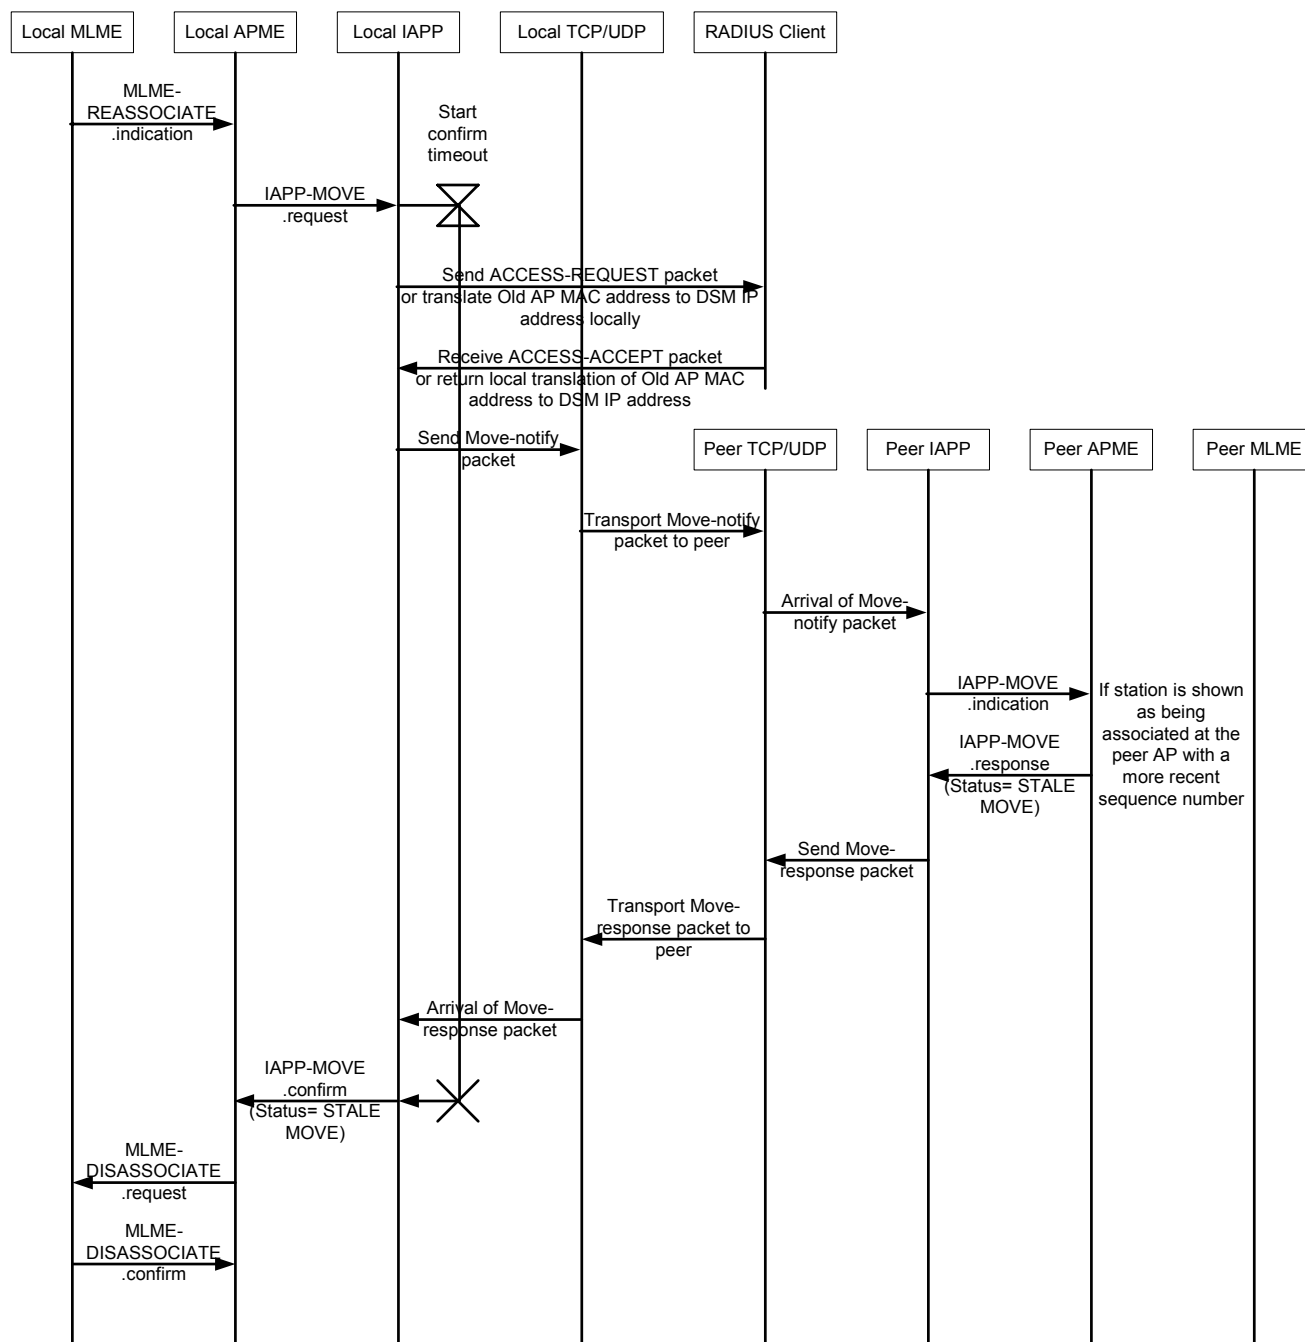 Local MLME
Local APME
Local IAPP
Local TCP/UDP
RADIUS Client
MLME-
REASSOCIATE
.indication
Start
confirm
timeout
IAPP-MOVE
.request
Send ACCESS-REQUEST packet
or translate Old AP MAC address to DSM IP
address locally
Receive ACCESS-ACCEPT packet
or return local translation of Old AP MAC
address to DSM IP address
Send Move-notify
packet
Peer TCP/UDP
Peer IAPP
Peer APME
Peer MLME
Transport Move-notify
packet to peer
Arrival of Move-
notify packet
IAPP-MOVE
.indication
If station is shown
as being
associated at the
peer AP with a
more recent
sequence number
IAPP-MOVE
.response
(Status= STALE
MOVE)
Send Move-
response packet
Transport Move-
response packet to
peer
Arrival of Move-
response packet
IAPP-MOVE
.confirm
(Status= STALE
MOVE)
MLME-
DISASSOCIATE
.request
MLME-
DISASSOCIATE
.confirm